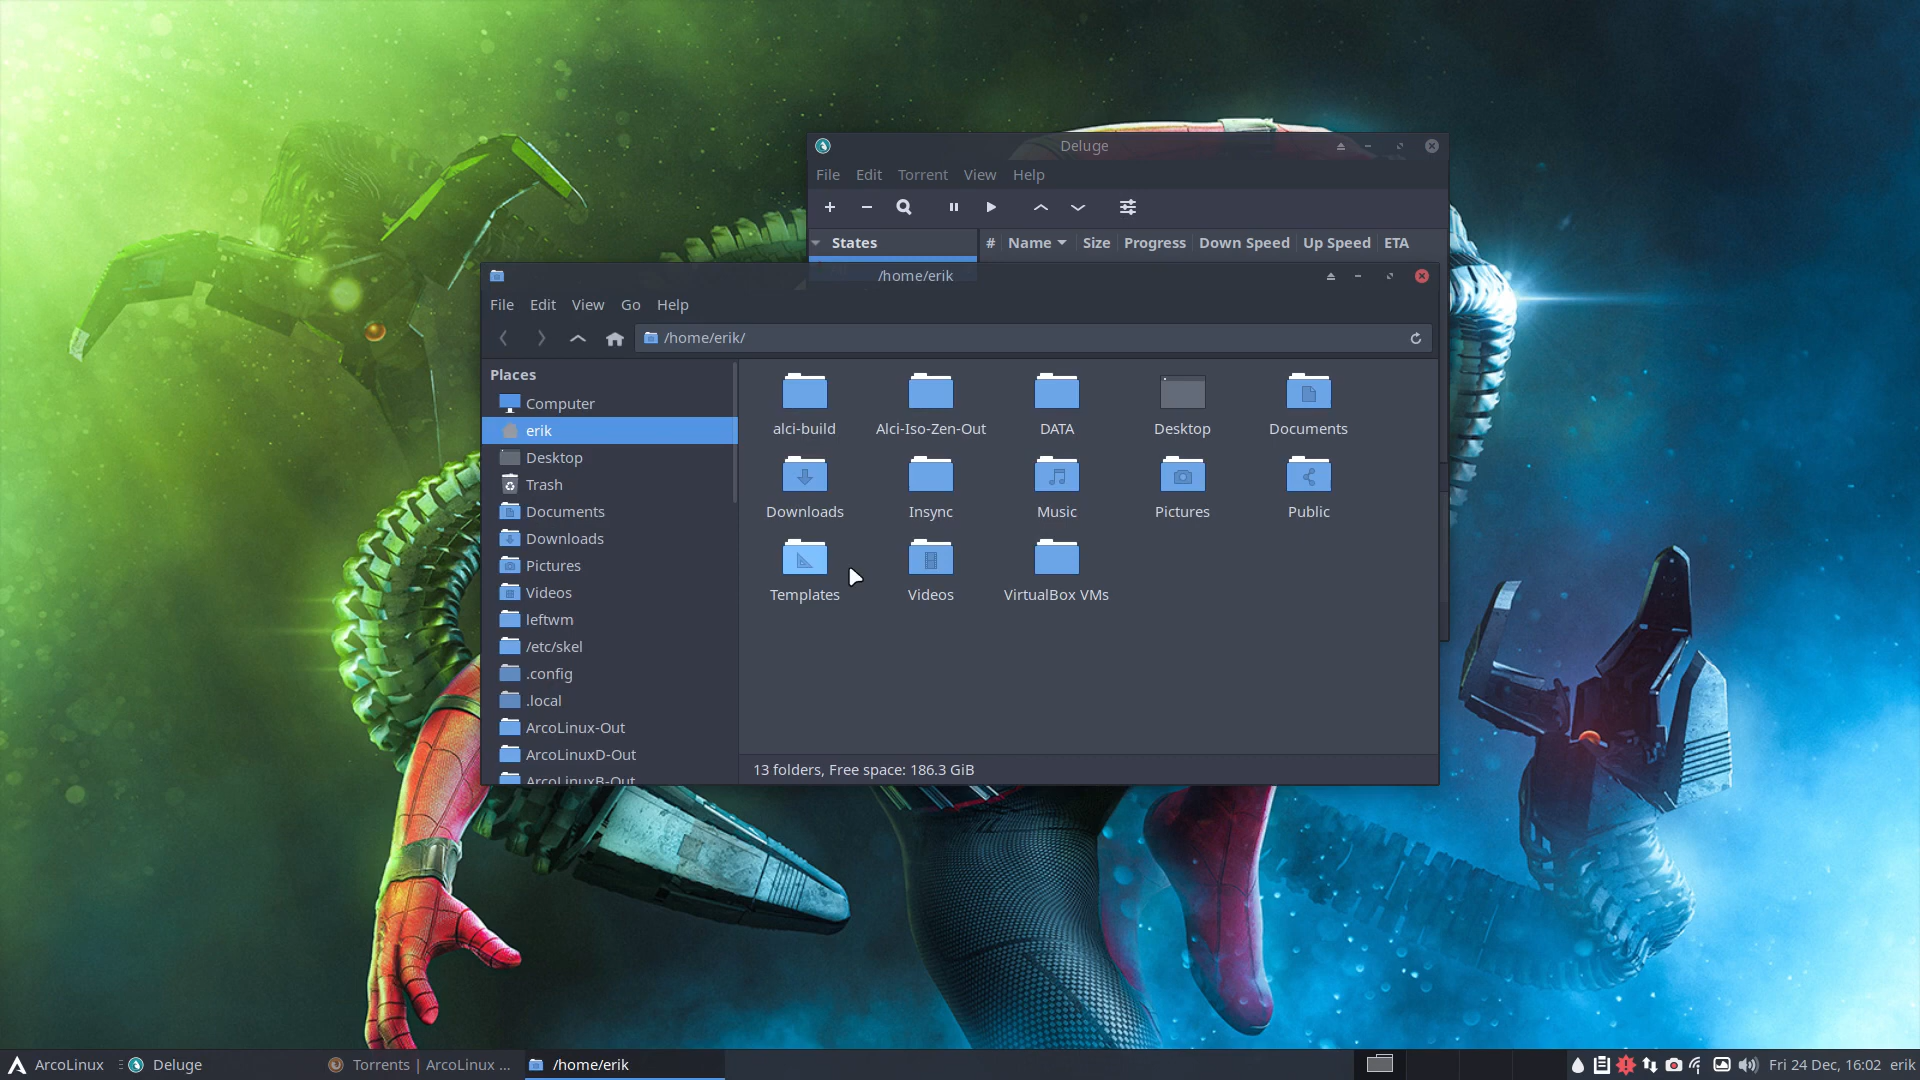 Deluge
File Edit Torrent View Help
States
# Name Size Progress Down Speed Up Speed ETA
/home/erik
File Edit View Go Help
/home/erik/
Places
Computer
erik
Desktop
Trash
Documents
Downloads
Pictures
Videos
leftwm
/etc/skel
.config
.local
ArcoLinux-Out
ArcoLinuxD-Out
ArcoLinuxB-Out
alci-build Alci-Iso-Zen-Out DATA Desktop Documents
Downloads Insync Music Pictures Public
Templates Videos VirtualBox VMs
13 folders, Free space: 186.3 GiB
ArcoLinux Deluge Torrents | ArcoLinux ... /home/erik Fri 24 Dec, 16:02 erik